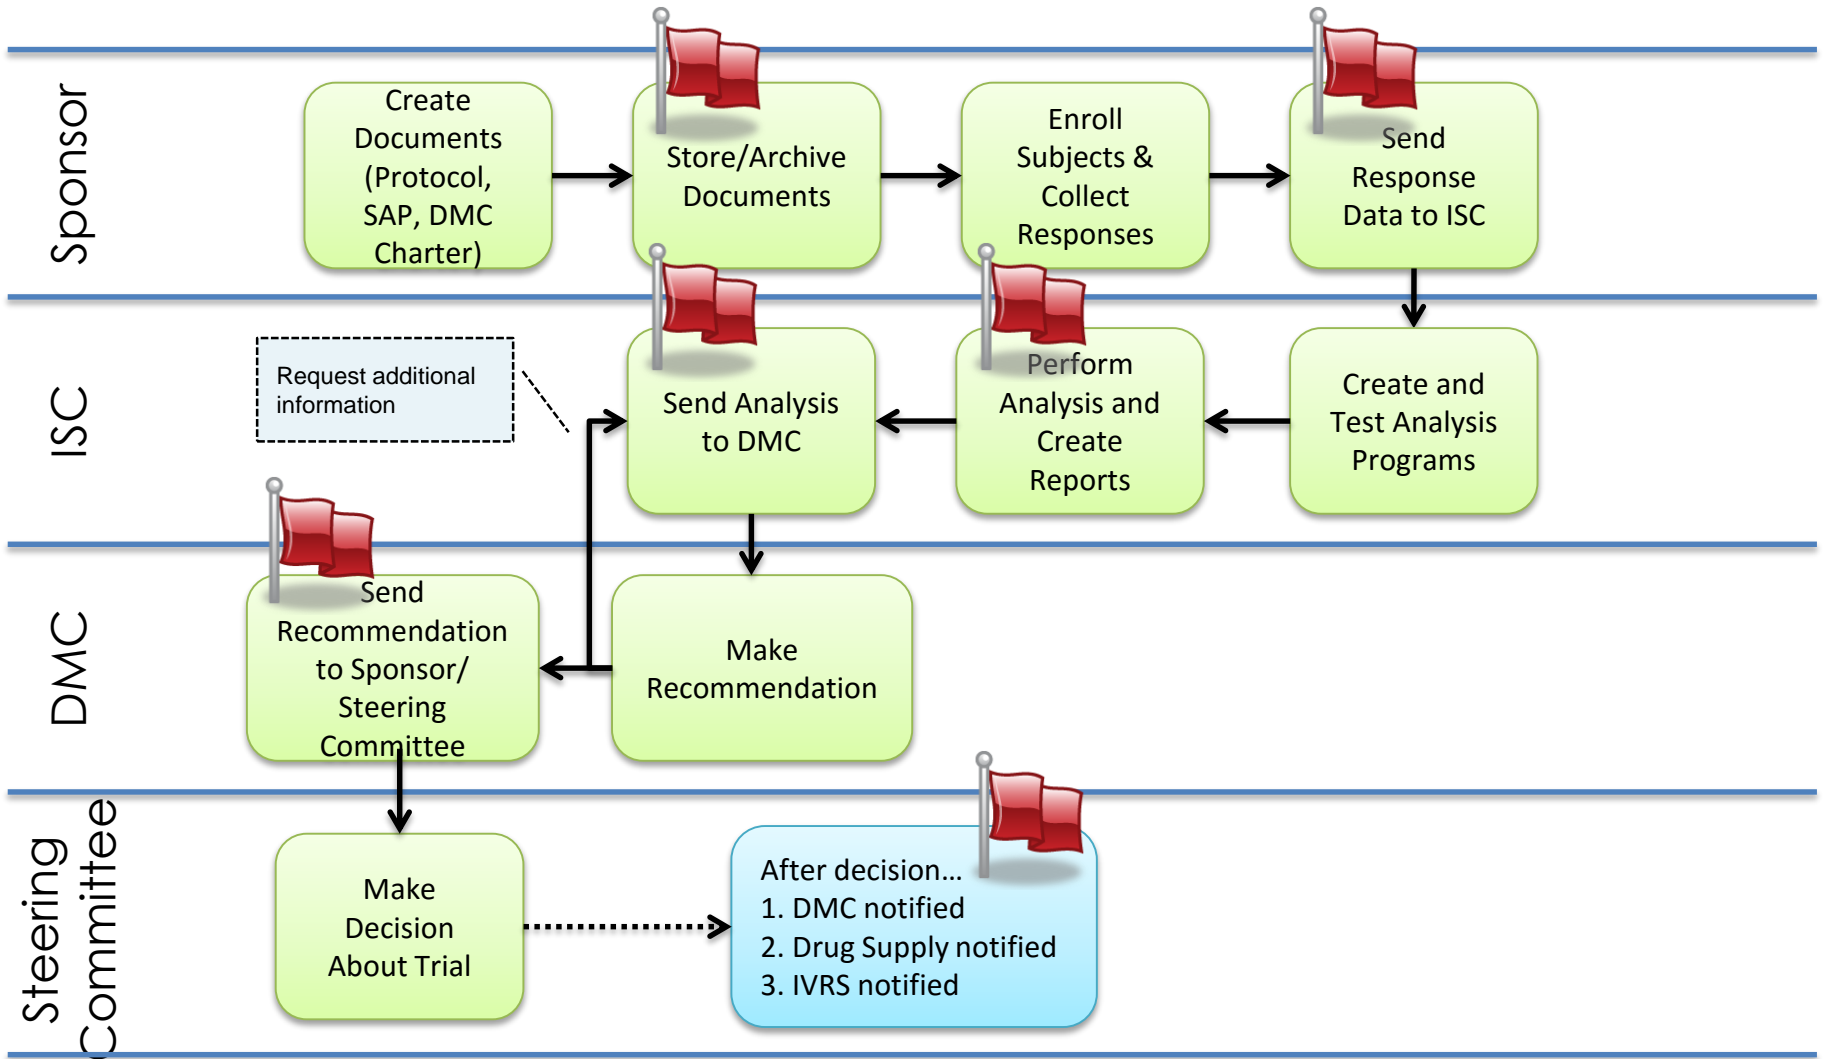 Sponsor
Create
Documents
(Protocol,
SAP, DMC
Charter)
Store/Archive
Documents
Enroll
Subjects &
Collect
Responses
Send
Response
Data to ISC
ISC
Request additional
information
Send Analysis
to DMC
Perform
Analysis and
Create
Reports
Create and
Test Analysis
Programs
DMC
Send
Recommendation
to Sponsor/
Steering
Committee
Make
Recommendation
Steering
Committee
Make
Decision
About Trial
After decision...
1. DMC notified
2. Drug Supply notified
3. IVRS notified